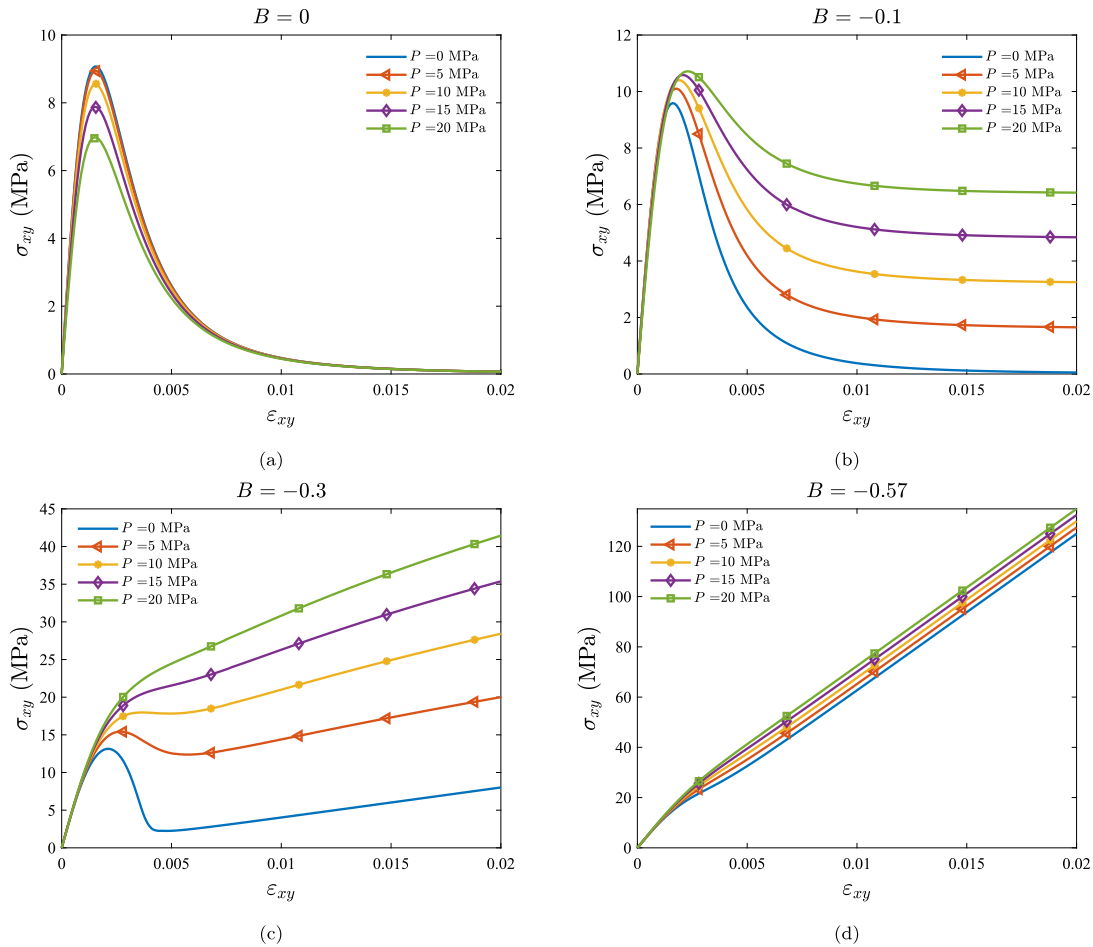 B = 0
10
8
6
4
2
0
σxy (MPa)
P =0 MPa
P =5 MPa
P =10 MPa
P =15 MPa
P =20 MPa
0 0.005 0.01 0.015 0.02
εxy
(a)
B = −0.1
12
10
8
6
4
2
0
σxy (MPa)
P =0 MPa
P =5 MPa
P =10 MPa
P =15 MPa
P =20 MPa
0 0.005 0.01 0.015 0.02
εxy
(b)
B = −0.3
45
40
35
30
25
20
15
10
5
0
σxy (MPa)
P =0 MPa
P =5 MPa
P =10 MPa
P =15 MPa
P =20 MPa
0 0.005 0.01 0.015 0.02
εxy
(c)
B = −0.57
120
100
80
60
40
20
0
σxy (MPa)
P =0 MPa
P =5 MPa
P =10 MPa
P =15 MPa
P =20 MPa
0 0.005 0.01 0.015 0.02
εxy
(d)